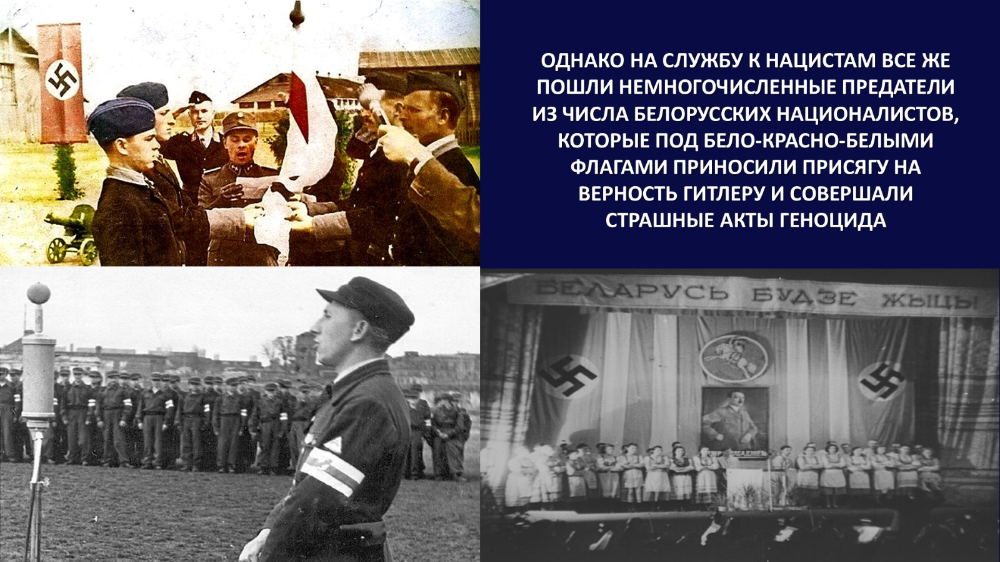 ОДНАКО НА СЛУЖБУ К НАЦИСТАМ ВСЕ ЖЕ
ПОШЛИ НЕМНОГОЧИСЛЕННЫЕ ПРЕДАТЕЛИ
ИЗ ЧИСЛА БЕЛОРУССКИХ НАЦИОНАЛИСТОВ,
КОТОРЫЕ ПОД БЕЛО-КРАСНО-БЕЛЫМИ
ФЛАГАМИ ПРИНОСИЛИ ПРИСЯГУ НА
ВЕРНОСТЬ ГИТЛЕРУ И СОВЕРШАЛИ
СТРАШНЫЕ АКТЫ ГЕНОЦИДА
БЕЛАРУСЬ БУДЗЕ ЖЫЦЬ!